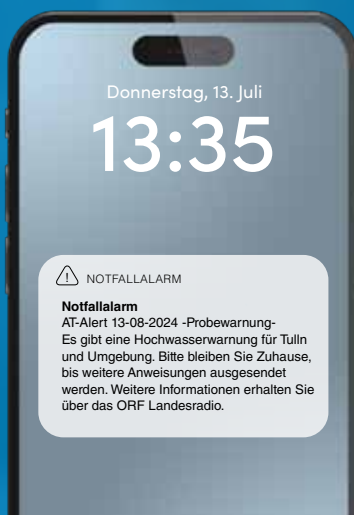 Donnerstag, 13. Juli
13:35
NOTFALLALARM
Notfallalarm
AT-Alert 13-08-2024 -Probewarnung-
Es gibt eine Hochwasserwarnung für Tulln
und Umgebung. Bitte bleiben Sie Zuhause,
bis weitere Anweisungen ausgesendet
werden. Weitere Informationen erhalten Sie
über das ORF Landesradio.